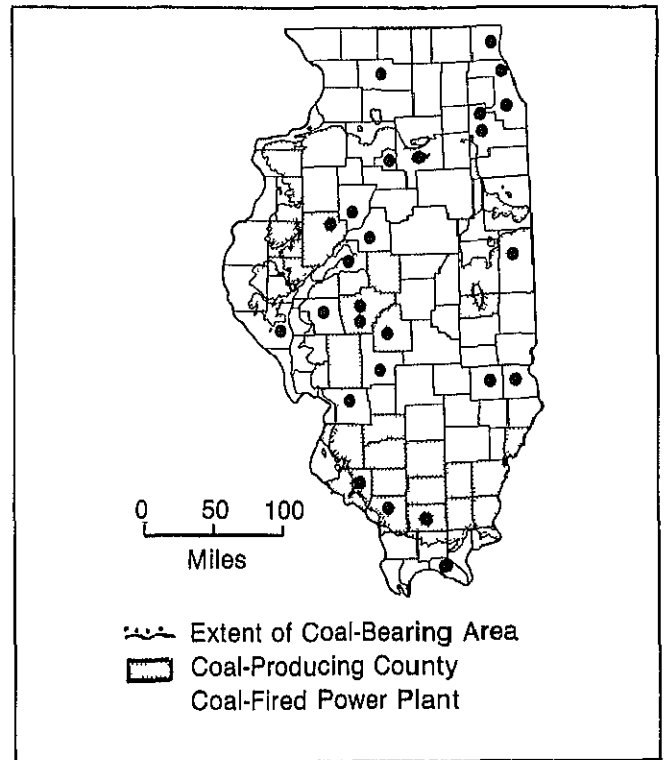 0 50 100
Miles
Extent of Coal-Bearing Area
Coal-Producing County
Coal-Fired Power Plant